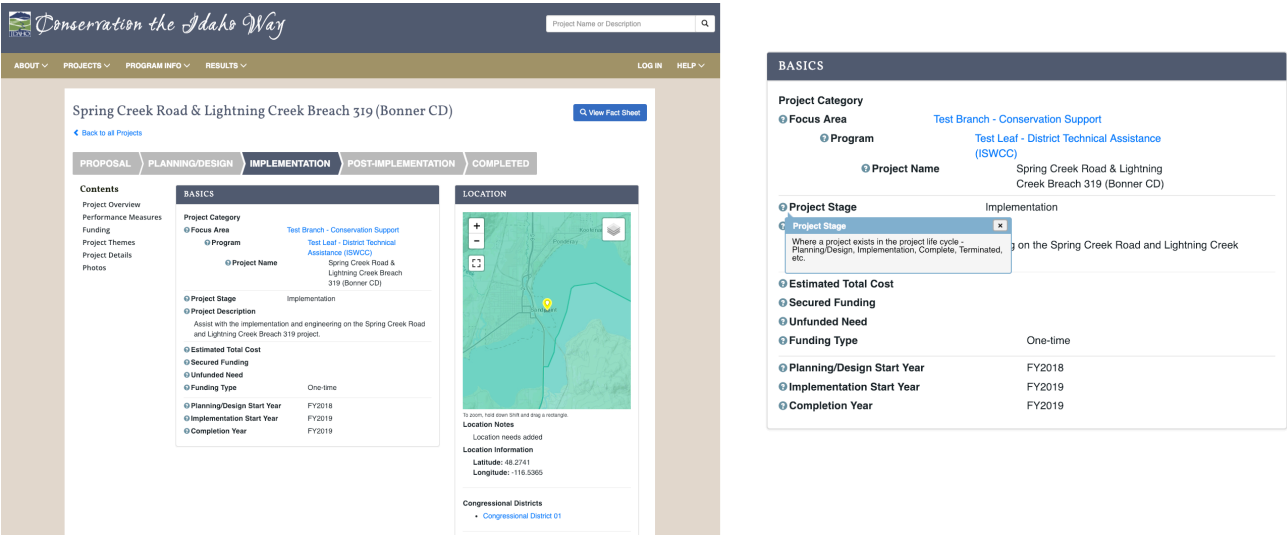 IDAHO
Conservation the Idaho Way
Project Name or Description
ABOUT PROJECTS PROGRAM INFO RESULTS LOG IN HELP
Spring Creek Road & Lightning Creek Breach 319 (Bonner CD)
View Fact Sheet
Back to all Projects
PROPOSAL PLANNING/DESIGN IMPLEMENTATION POST-IMPLEMENTATION COMPLETED
Contents
Project Overview
Performance Measures
Funding
Project Themes
Project Details
Photos
BASICS
Project Category
Focus Area Test Branch - Conservation Support
Program Test Leaf - District Technical
Assistance (ISWCC)
Project Name Spring Creek Road &
Lightning Creek Breach
319 (Bonner CD)
Project Stage Implementation
Project Description
Assist with the implementation and engineering on the Spring Creek Road
and Lightning Creek Breach 319 project.
Estimated Total Cost
Secured Funding
Unfunded Need
Funding Type One-time
Planning/Design Start Year FY2018
Implementation Start Year FY2019
Completion Year FY2019
LOCATION
+
-
Ponderay
To zoom, hold down Shift and drag a rectangle.
Location Notes
Location needs added
Location Information
Latitude: 48.2741
Longitude: -116.5365
Congressional Districts
• Congressional District 01
BASICS
Project Category
Focus Area Test Branch - Conservation Support
Program Test Leaf - District Technical Assistance
(ISWCC)
Project Name Spring Creek Road & Lightning
Creek Breach 319 (Bonner CD)
Project Stage Implementation
Project Stage x
Where a project exists in the project life cycle -
Planning/Design, Implementation, Complete, Terminated,
etc.
on the Spring Creek Road and Lightning Creek
Estimated Total Cost
Secured Funding
Unfunded Need
Funding Type One-time
Planning/Design Start Year FY2018
Implementation Start Year FY2019
Completion Year FY2019